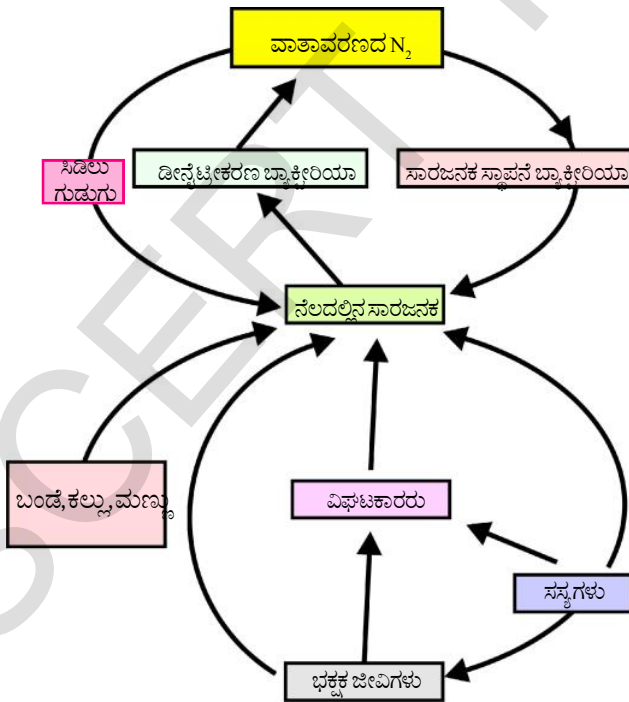 ವಾತಾವರಣದ N₂
ಸಿಡಿಲು
ಗುಡುಗು
ಡೀನೈಟ್ರೀಕರಣ ಬ್ಯಾಕ್ಟೀರಿಯಾ
ಸಾರಜನಕ ಸ್ಥಾಪನೆ ಬ್ಯಾಕ್ಟೀರಿಯಾ
ನೆಲದಲ್ಲಿನ ಸಾರಜನಕ
ಬಂಡೆ, ಕಲ್ಲು, ಮಣ್ಣು
ವಿಘಟಕಾರರು
ಸಸ್ಯಗಳು
ಭಕ್ಷಕ ಜೀವಿಗಳು